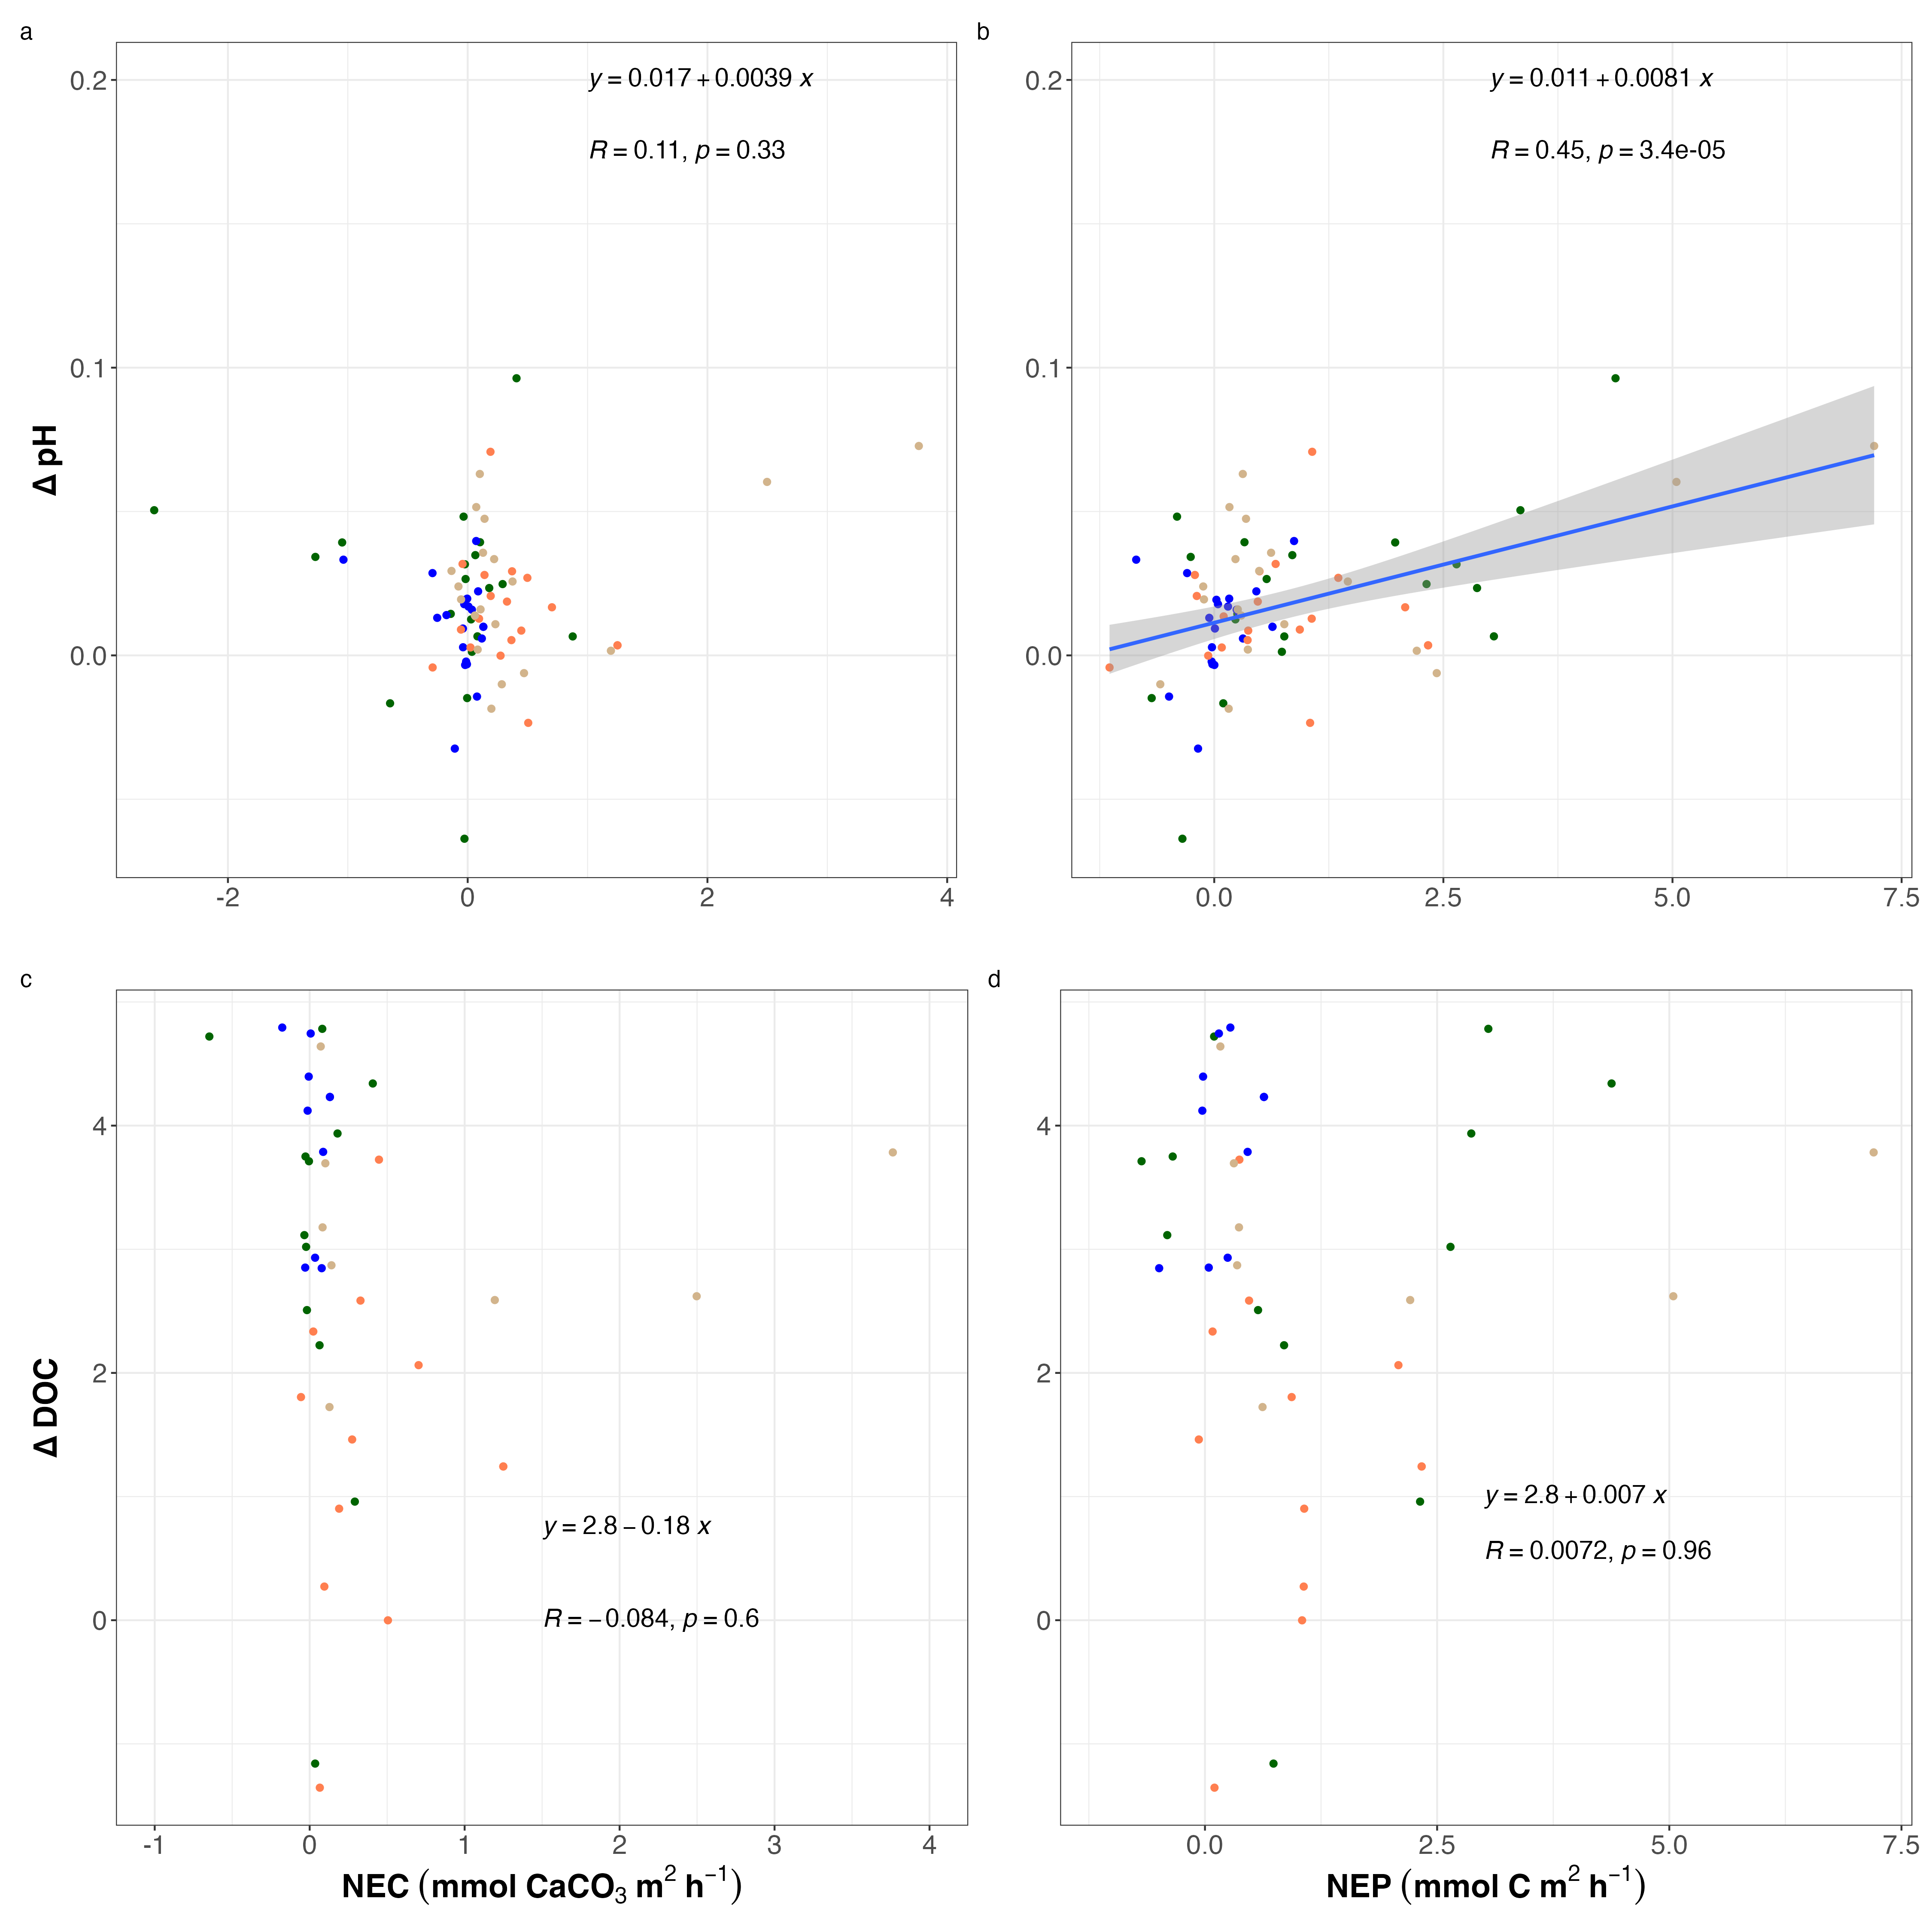 a
b
0.2
y = 0.017 + 0.0039 x
0.2
y = 0.011 + 0.0081 x
R = 0.11, p = 0.33
R = 0.45, p = 3.4e-05
0.1
0.1
Δ pH
0.0
0.0
-2
0
2
4
0.0
2.5
5.0
7.5
c
d
4
4
Δ DOC
2
2
y = 2.8 + 0.007 x
y = 2.8 − 0.18 x
R = 0.0072, p = 0.96
0
R = −0.084, p = 0.6
0
-1
0
1
2
3
4
0.0
2.5
5.0
7.5
NEC (mmol CaCO₃ m² h⁻¹)
NEP (mmol C m² h⁻¹)